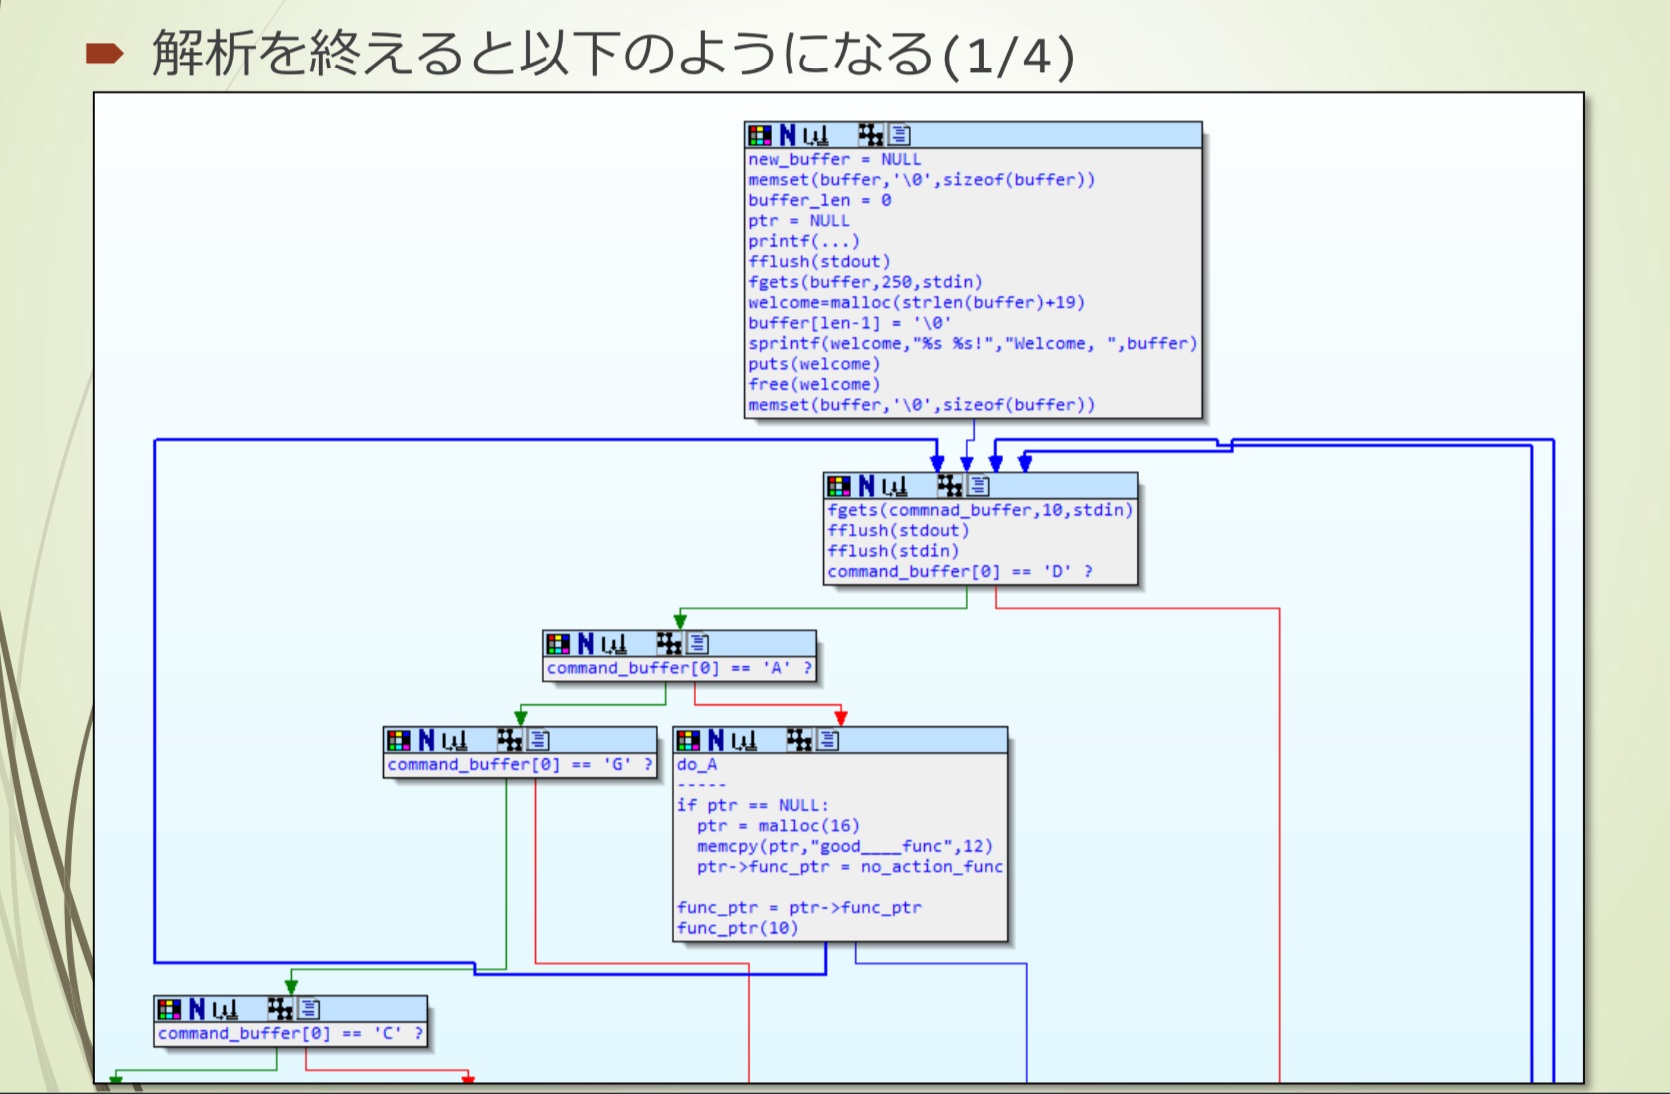 解析を終えると以下のようになる(1/4)
new_buffer = NULL
memset(buffer,'\0',sizeof(buffer))
buffer_len = 0
ptr = NULL
printf(...)
fflush(stdout)
fgets(buffer,250,stdin)
welcome=malloc(strlen(buffer)+19)
buffer[len-1] = '\0'
sprintf(welcome,"%s %s!","Welcome, ",buffer)
puts(welcome)
free(welcome)
memset(buffer,'\0',sizeof(buffer))
fgets(commnad_buffer,10,stdin)
fflush(stdout)
fflush(stdin)
command_buffer[0] == 'D' ?
command_buffer[0] == 'A' ?
command_buffer[0] == 'G' ?
do_A
-----
if ptr == NULL:
  ptr = malloc(16)
  memcpy(ptr,"good____func",12)
  ptr->func_ptr = no_action_func
func_ptr = ptr->func_ptr
func_ptr(10)
command_buffer[0] == 'C' ?